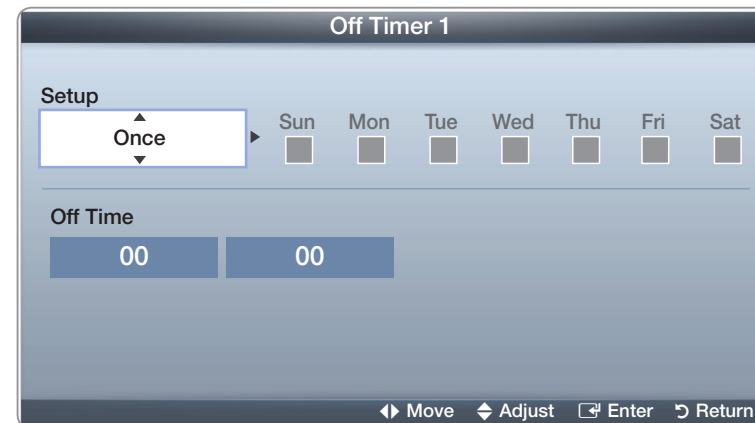 Off Timer 1
Setup
Once
Sun Mon Tue Wed Thu Fri Sat
Off Time
00 00
Move Adjust Enter Return